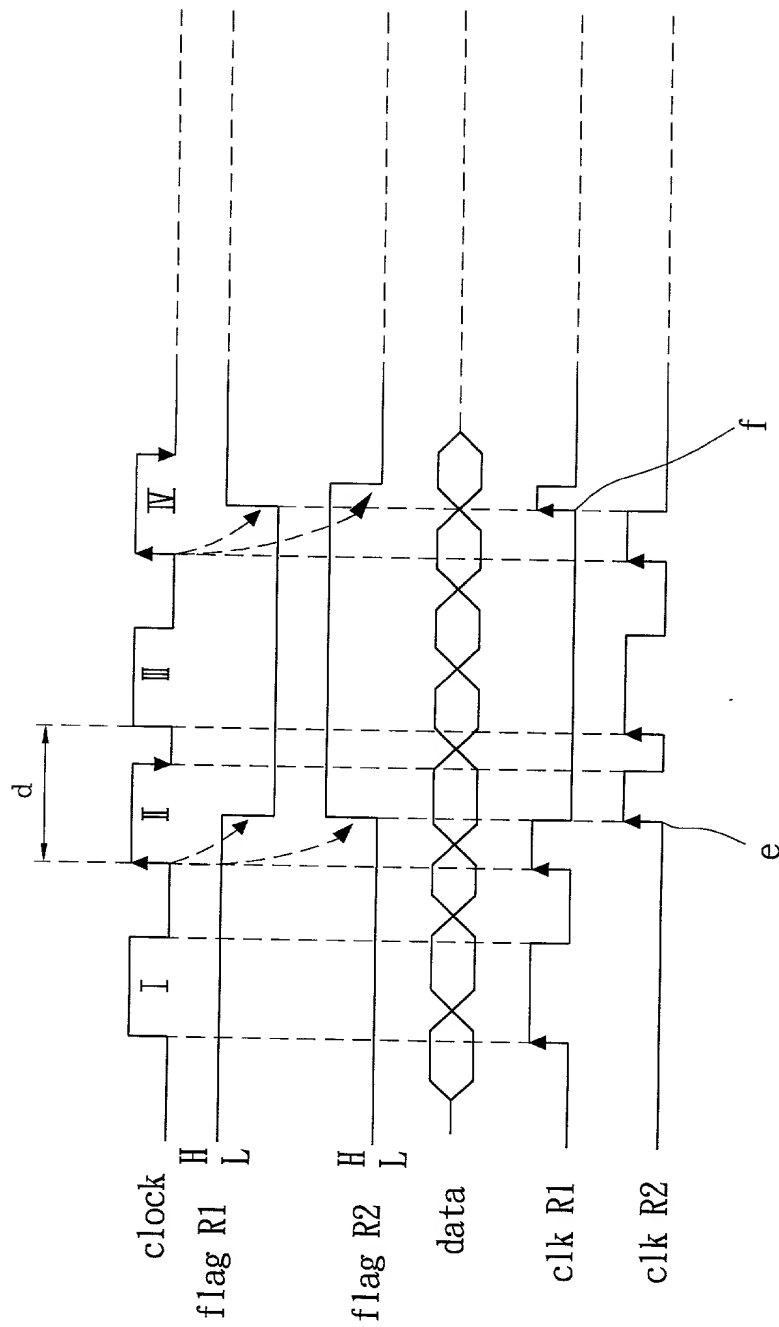 d
I II III IV
clock
H
flag R1
L
H
flag R2
L
data
clk R1
clk R2
e
f